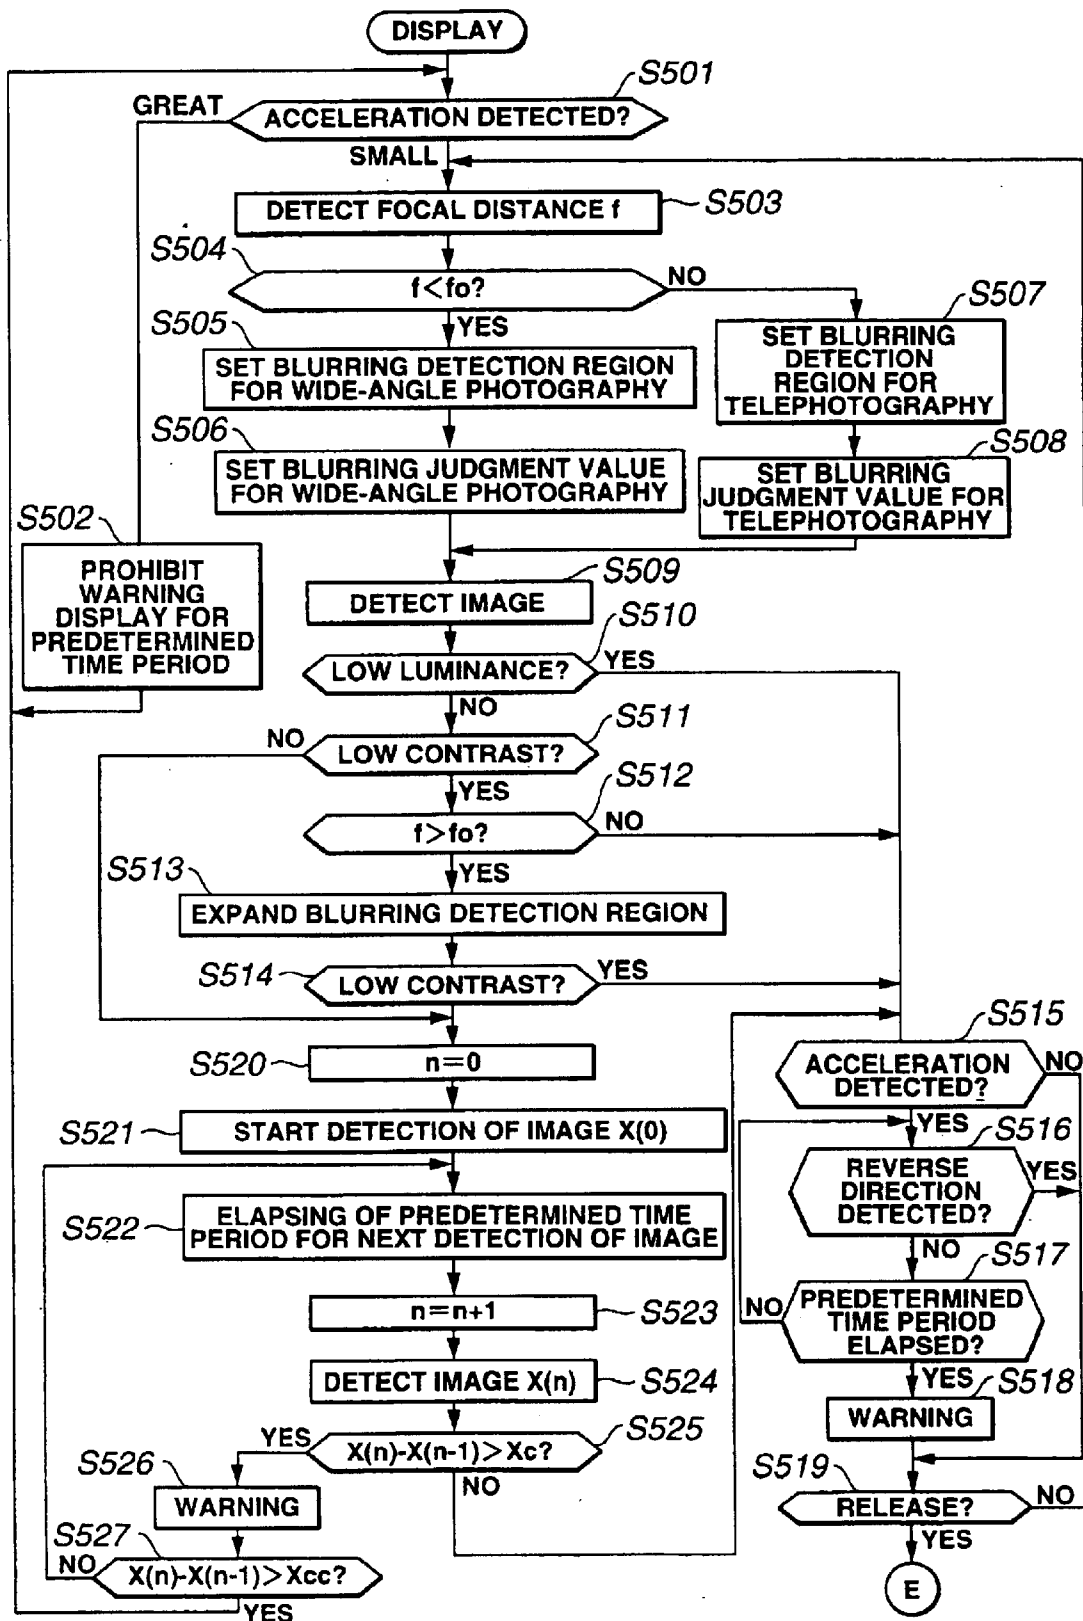 DISPLAY
S501
GREAT
ACCELERATION DETECTED?
SMALL
DETECT FOCAL DISTANCE f
S503
S504
f<fo?
NO
YES
S505
SET BLURRING DETECTION REGION
FOR WIDE-ANGLE PHOTOGRAPHY
S507
SET BLURRING
DETECTION
REGION FOR
TELEPHOTOGRAPHY
S506
SET BLURRING JUDGMENT VALUE
FOR WIDE-ANGLE PHOTOGRAPHY
S508
SET BLURRING
JUDGMENT VALUE FOR
TELEPHOTOGRAPHY
S502
PROHIBIT
WARNING
DISPLAY FOR
PREDETERMINED
TIME PERIOD
S509
DETECT IMAGE
S510
LOW LUMINANCE?
YES
NO
S511
NO
LOW CONTRAST?
YES
S512
f>fo?
NO
YES
S513
EXPAND BLURRING DETECTION REGION
S514
LOW CONTRAST?
YES
S520
n=0
S521
START DETECTION OF IMAGE X(0)
S522
ELAPSING OF PREDETERMINED TIME
PERIOD FOR NEXT DETECTION OF IMAGE
n=n+1
S523
DETECT IMAGE X(n)
S524
S525
YES
X(n)-X(n-1)>Xc?
NO
S526
WARNING
S527
NO
X(n)-X(n-1)>Xcc?
YES
S515
ACCELERATION
DETECTED?
NO
YES
S516
REVERSE
DIRECTION
DETECTED?
YES
NO
S517
NO
PREDETERMINED
TIME PERIOD
ELAPSED?
YES
S518
WARNING
S519
RELEASE?
NO
YES
E